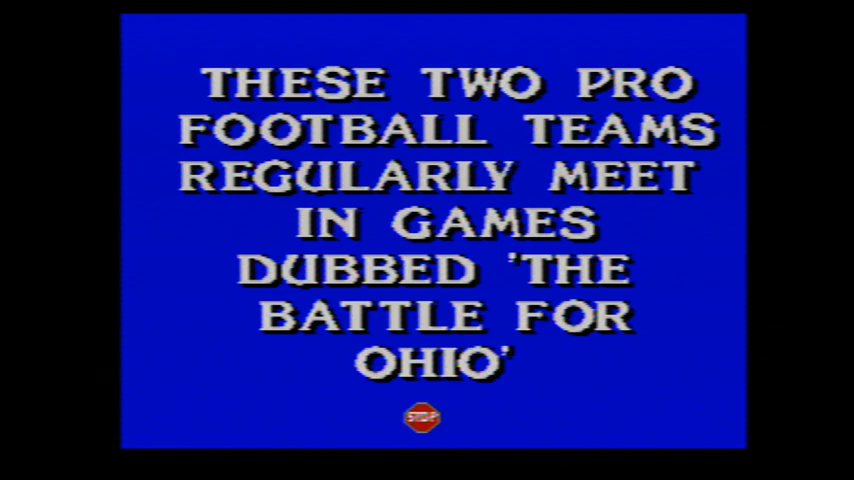 THESE TWO PRO
FOOTBALL TEAMS
REGULARLY MEET
IN GAMES
DUBBED 'THE
BATTLE FOR
OHIO'
STOP